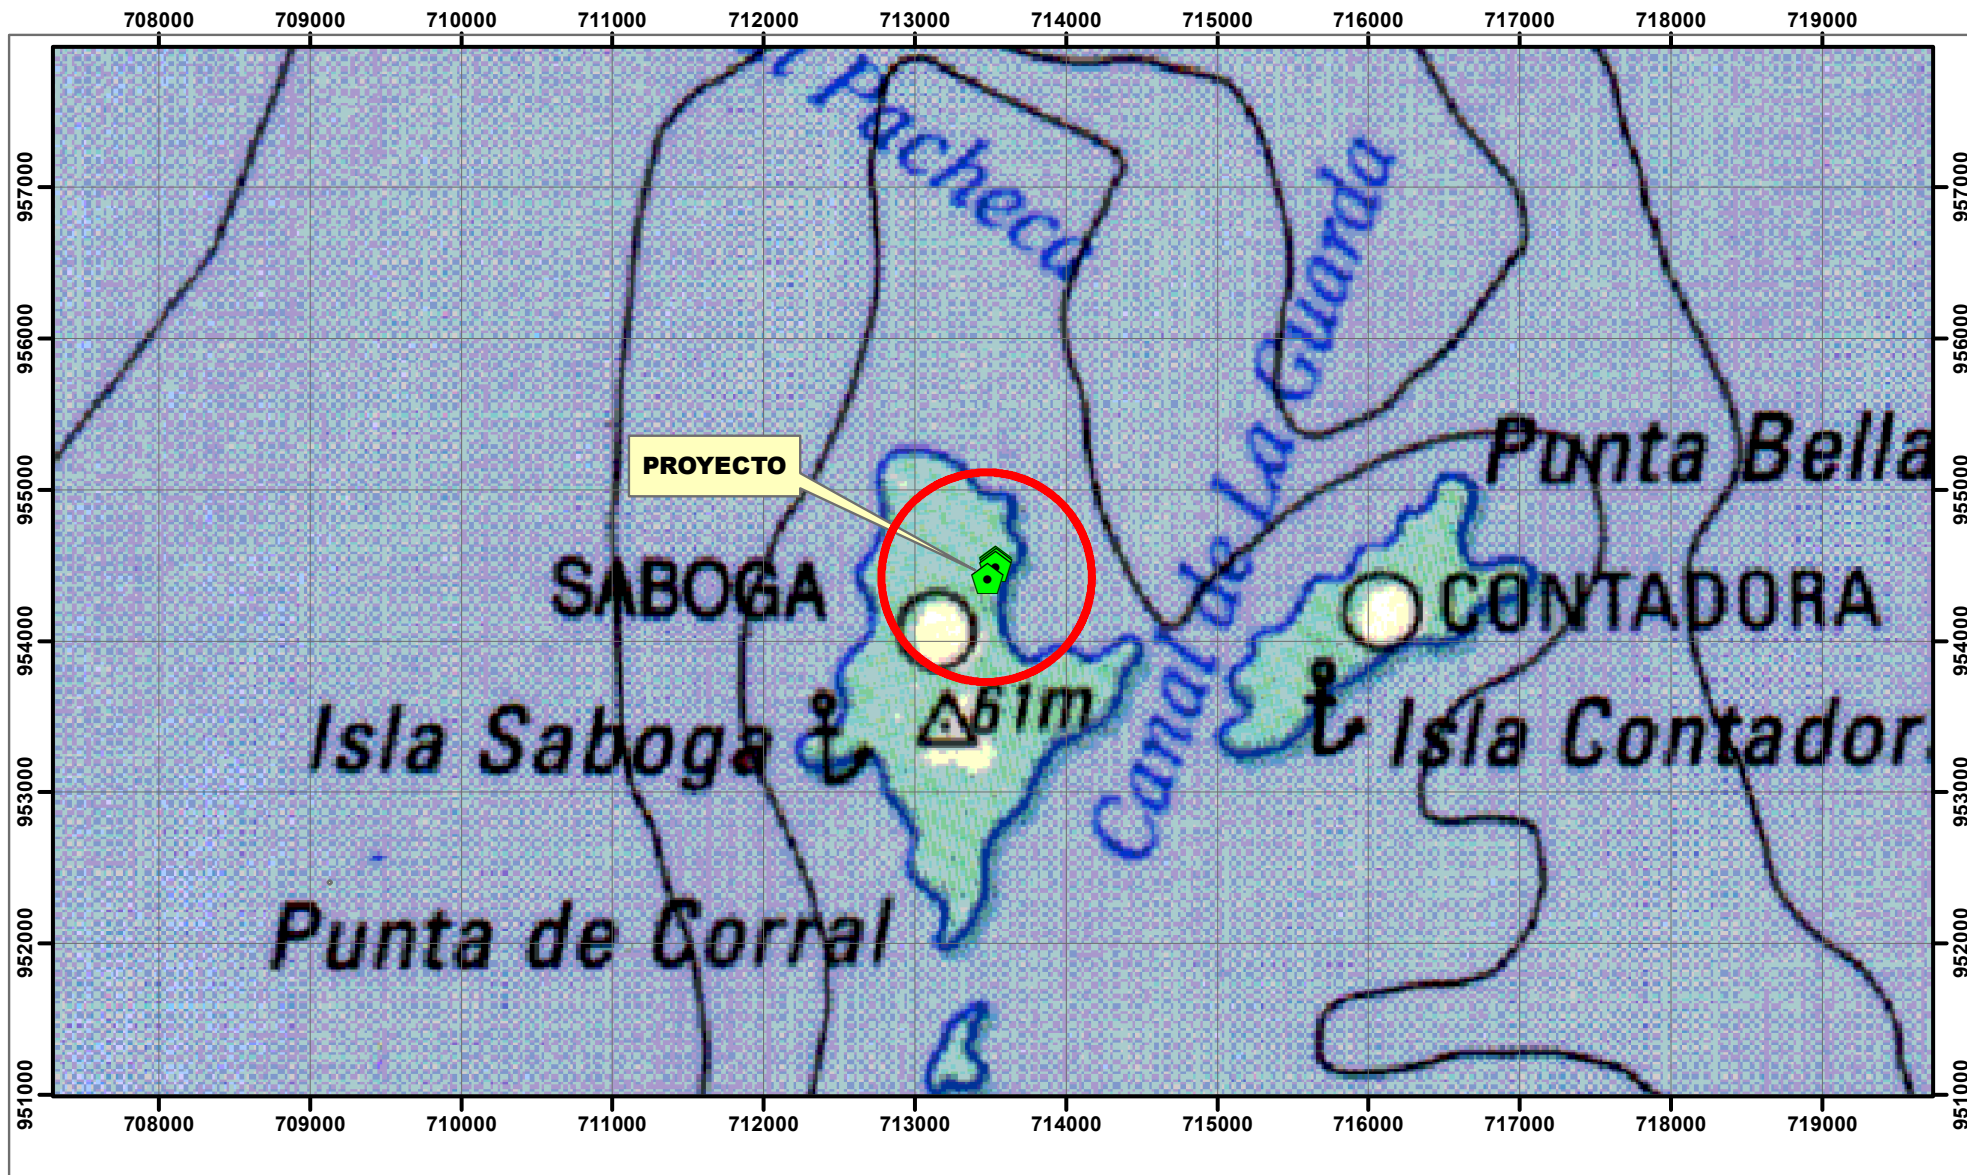 708000 709000 710000 711000 712000 713000 714000 715000 716000 717000 718000 719000
Pacheca
957000 957000
Canal de La Guarda
956000 956000
Punta Bella
PROYECTO
955000 955000
SABOGA
CONTADORA
954000 954000
61m
Isla Saboga
Isla Contador
953000 953000
Punta de Corral
952000 952000
951000 951000
708000 709000 710000 711000 712000 713000 714000 715000 716000 717000 718000 719000